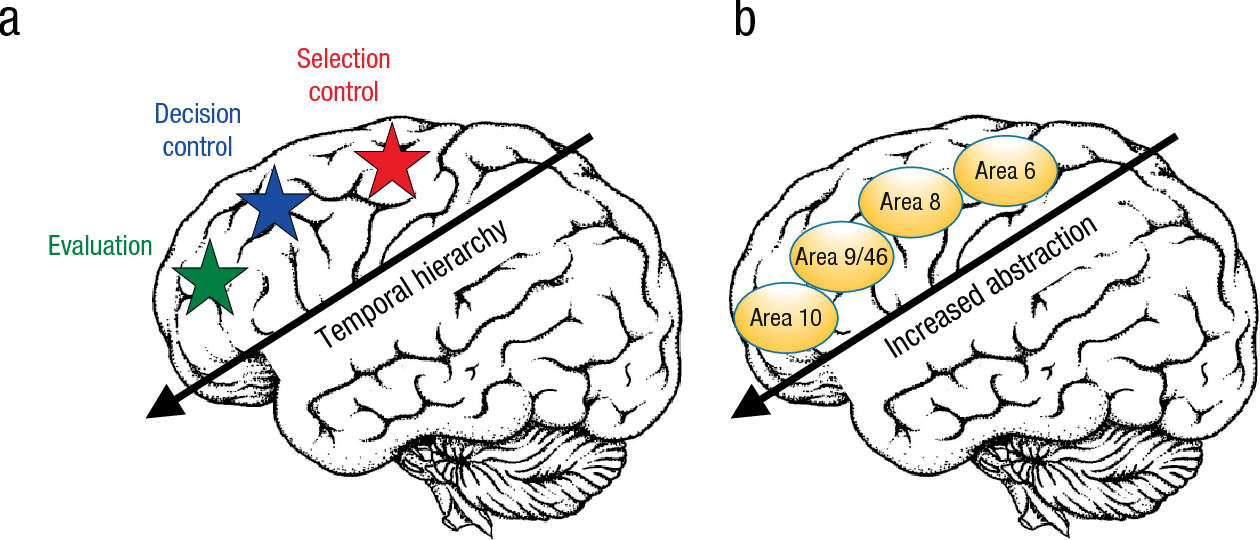 a
Selection
control
Decision
control
Evaluation
Temporal hierarchy
b
Area 6
Area 8
Area 9/46
Area 10
Increased abstraction